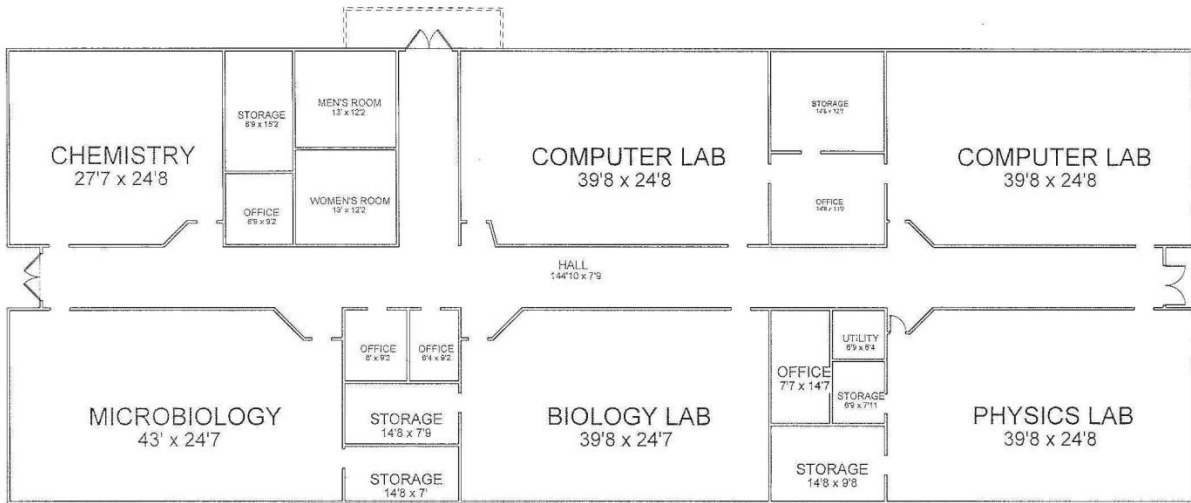 CHEMISTRY
27'7 x 24'8
STORAGE
6'9 x 15'2
OFFICE
6'9 x 9'2
MEN'S ROOM
13' x 12'2
WOMEN'S ROOM
13' x 12'2
COMPUTER LAB
39'8 x 24'8
STORAGE
OFFICE
COMPUTER LAB
39'8 x 24'8
HALL
144'10 x 7'9
MICROBIOLOGY
43' x 24'7
OFFICE
8' x 9'2
OFFICE
6'4 x 9'2
STORAGE
14'8 x 7'9
STORAGE
14'8 x 7'
BIOLOGY LAB
39'8 x 24'7
OFFICE
7'7 x 14'7
UTILITY
6'9 x 6'4
STORAGE
6'9 x 7'11
STORAGE
14'8 x 9'8
PHYSICS LAB
39'8 x 24'8